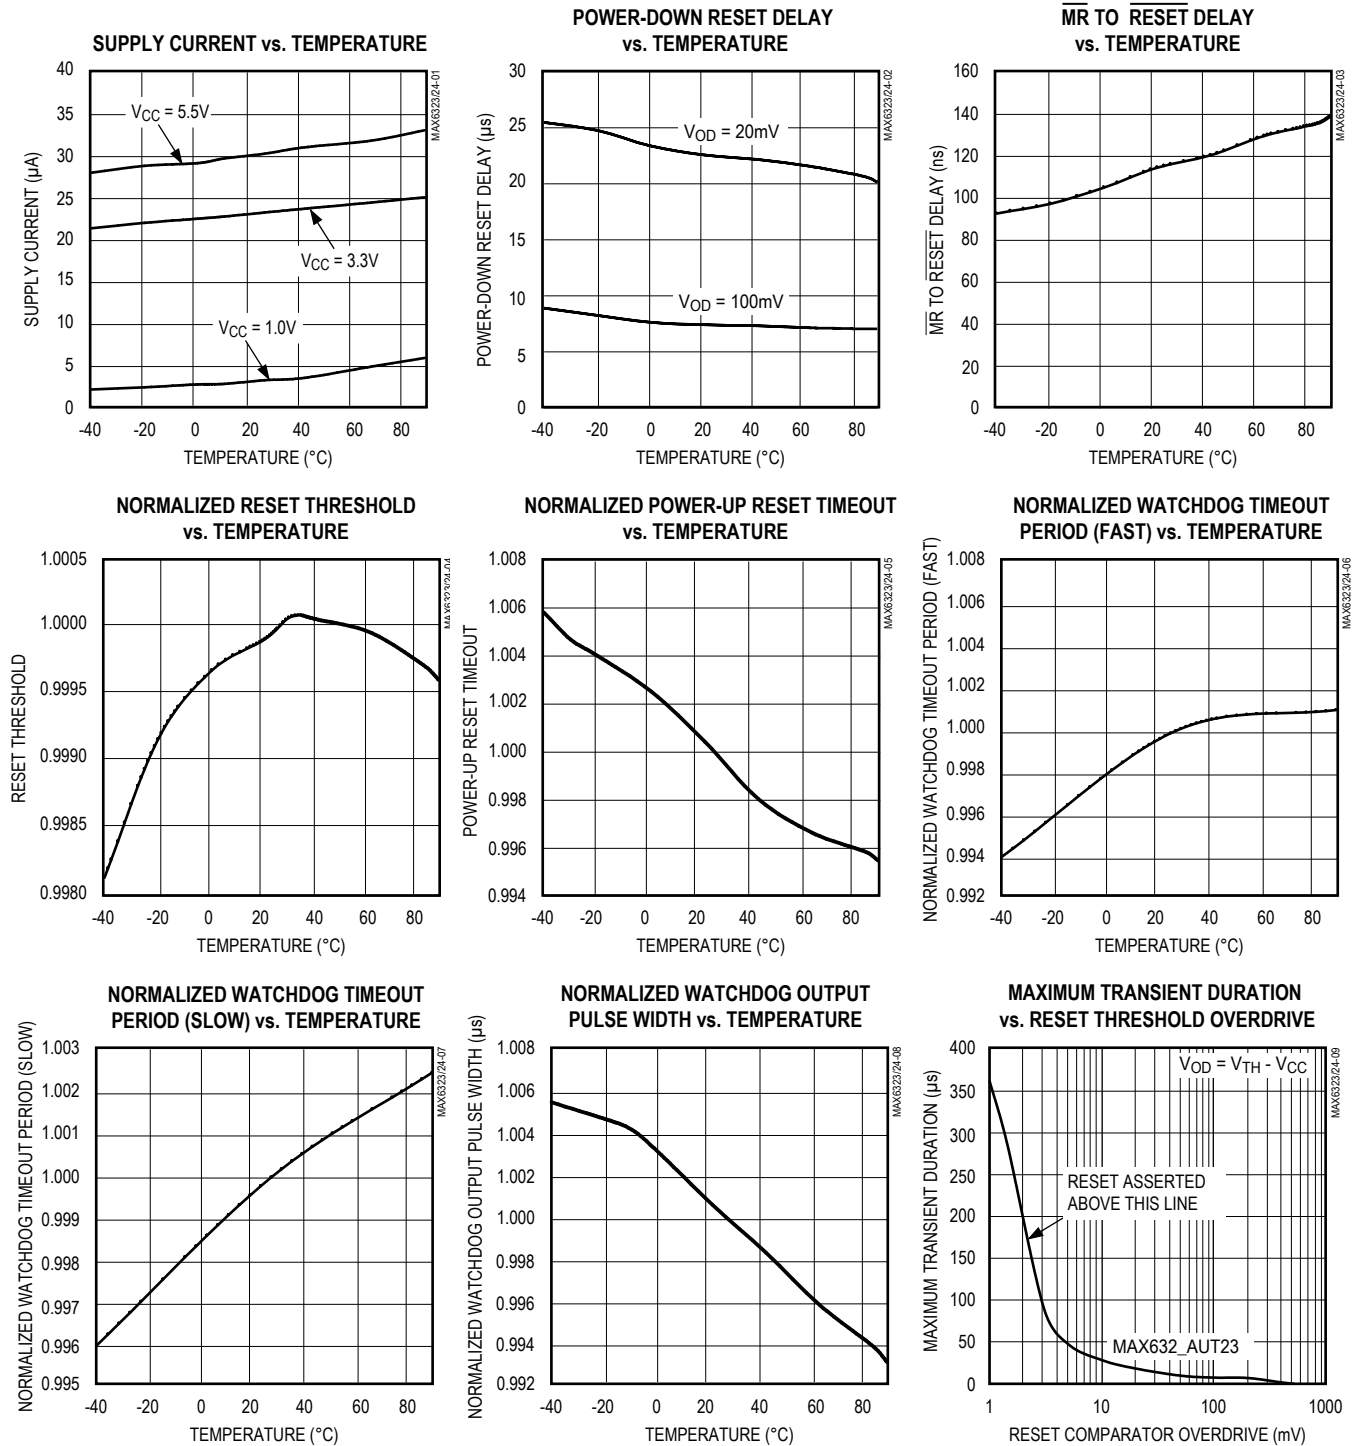 SUPPLY CURRENT vs. TEMPERATURE
SUPPLY CURRENT (µA)
40
35
30
25
20
15
10
5
0
VCC = 5.5V
VCC = 3.3V
VCC = 1.0V
MAX6323/24-01
-40 -20 0 20 40 60 80
TEMPERATURE (°C)
POWER-DOWN RESET DELAY
vs. TEMPERATURE
POWER-DOWN RESET DELAY (µs)
30
25
20
15
10
5
0
VOD = 20mV
VOD = 100mV
MAX6323/24-02
-40 -20 0 20 40 60 80
TEMPERATURE (°C)
MR TO RESET DELAY
vs. TEMPERATURE
MR TO RESET DELAY (ns)
160
140
120
100
80
60
40
20
0
MAX6323/24-03
-40 -20 0 20 40 60 80
TEMPERATURE (°C)
NORMALIZED RESET THRESHOLD
vs. TEMPERATURE
RESET THRESHOLD
1.0005
1.0000
0.9995
0.9990
0.9985
0.9980
MAX6323/24-04
-40 -20 0 20 40 60 80
TEMPERATURE (°C)
NORMALIZED POWER-UP RESET TIMEOUT
vs. TEMPERATURE
POWER-UP RESET TIMEOUT
1.008
1.006
1.004
1.002
1.000
0.998
0.996
0.994
MAX6323/24-05
-40 -20 0 20 40 60 80
TEMPERATURE (°C)
NORMALIZED WATCHDOG TIMEOUT
PERIOD (FAST) vs. TEMPERATURE
NORMALIZED WATCHDOG TIMEOUT PERIOD (FAST)
1.008
1.006
1.004
1.002
1.000
0.998
0.996
0.994
0.992
MAX6323/24-06
-40 -20 0 20 40 60 80
TEMPERATURE (°C)
NORMALIZED WATCHDOG TIMEOUT
PERIOD (SLOW) vs. TEMPERATURE
NORMALIZED WATCHDOG TIMEOUT PERIOD (SLOW)
1.003
1.002
1.001
1.000
0.999
0.998
0.997
0.996
0.995
MAX6323/24-07
-40 -20 0 20 40 60 80
TEMPERATURE (°C)
NORMALIZED WATCHDOG OUTPUT
PULSE WIDTH vs. TEMPERATURE
NORMALIZED WATCHDOG OUTPUT PULSE WIDTH (µs)
1.008
1.006
1.004
1.002
1.000
0.998
0.996
0.994
0.992
MAX6323/24-08
-40 -20 0 20 40 60 80
TEMPERATURE (°C)
MAXIMUM TRANSIENT DURATION
vs. RESET THRESHOLD OVERDRIVE
MAXIMUM TRANSIENT DURATION (µs)
400
350
300
250
200
150
100
50
0
VOD = VTH - VCC
RESET ASSERTED
ABOVE THIS LINE
MAX632_AUT23
MAX6323/24-09
1 10 100 1000
RESET COMPARATOR OVERDRIVE (mV)